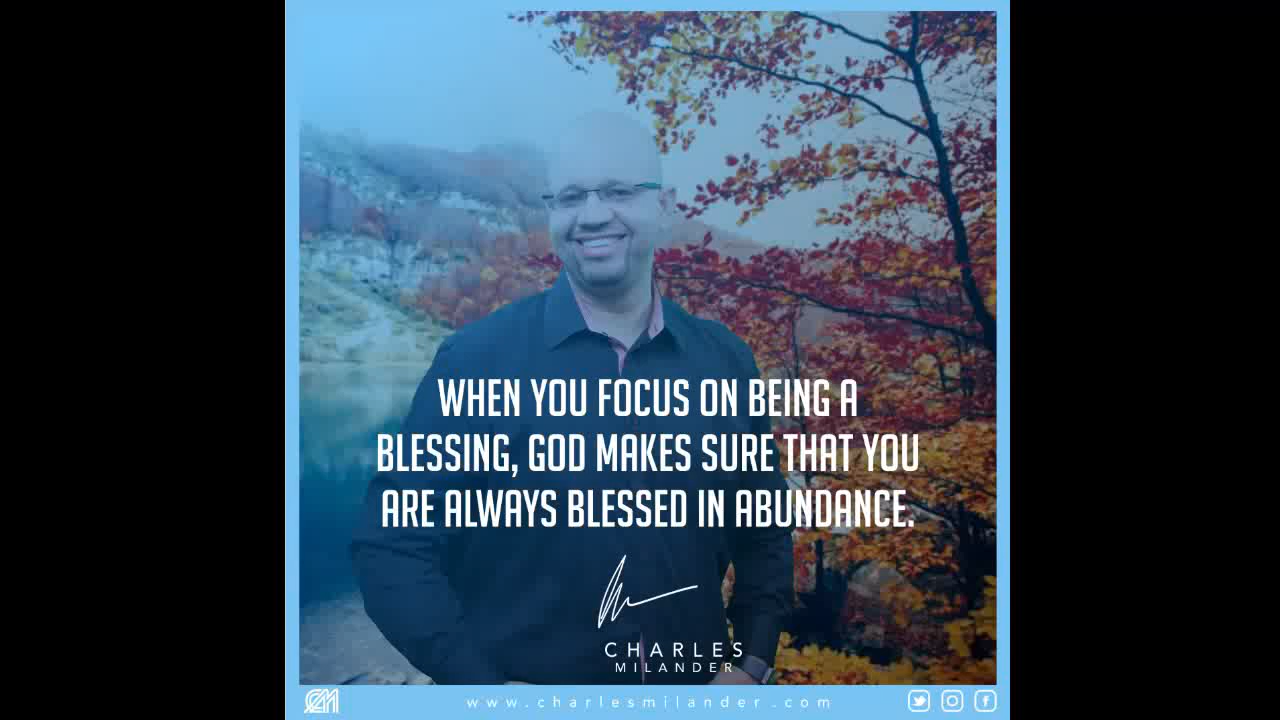 WHEN YOU FOCUS ON BEING A
BLESSING, GOD MAKES SURE THAT YOU
ARE ALWAYS BLESSED IN ABUNDANCE.
CHARLES
MILANDER
www.charlesmilander.com